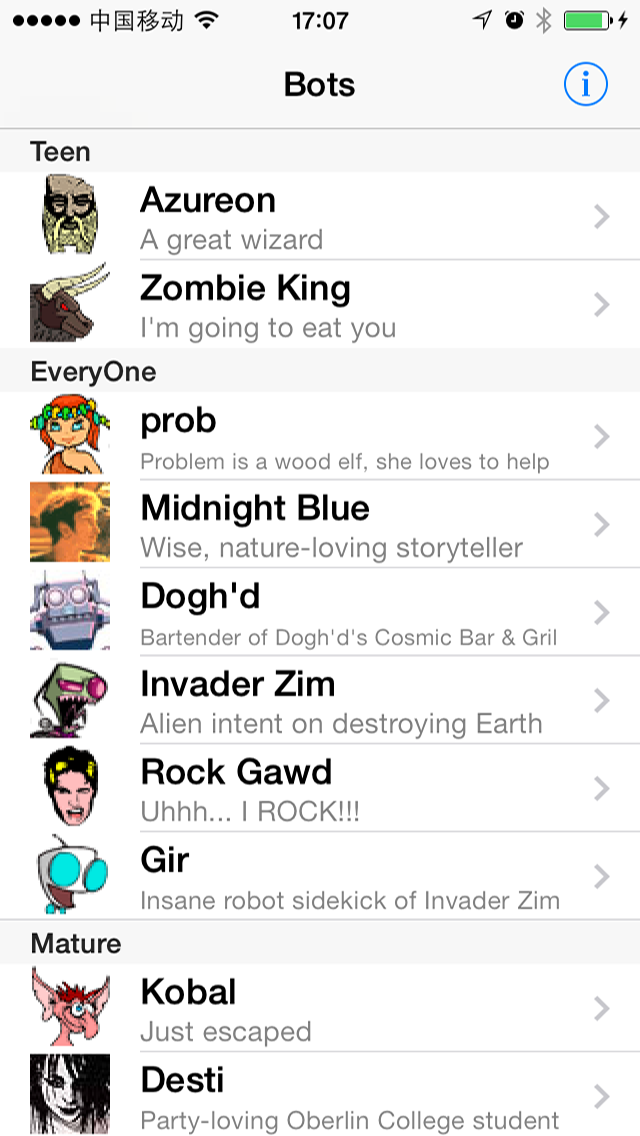 中国移动 17:07
Bots
Teen
Azureon
A great wizard
Zombie King
I'm going to eat you
EveryOne
prob
Problem is a wood elf, she loves to help
Midnight Blue
Wise, nature-loving storyteller
Dogh'd
Bartender of Dogh'd's Cosmic Bar & Gril
Invader Zim
Alien intent on destroying Earth
Rock Gawd
Uhhh... I ROCK!!!
Gir
Insane robot sidekick of Invader Zim
Mature
Kobal
Just escaped
Desti
Party-loving Oberlin College student